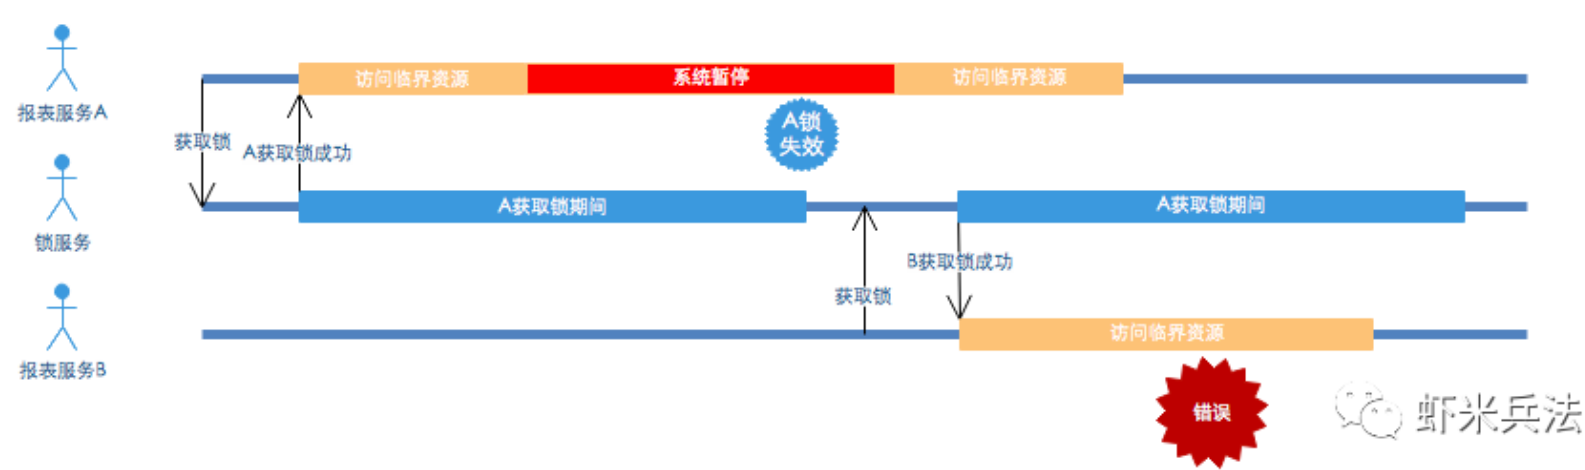 访问临界资源
系统暂停
访问临界资源
报表服务A
A锁
失效
获取锁
A获取锁成功
A获取锁期间
A获取锁期间
锁服务
B获取锁成功
获取锁
访问临界资源
报表服务B
错误
虾米兵法